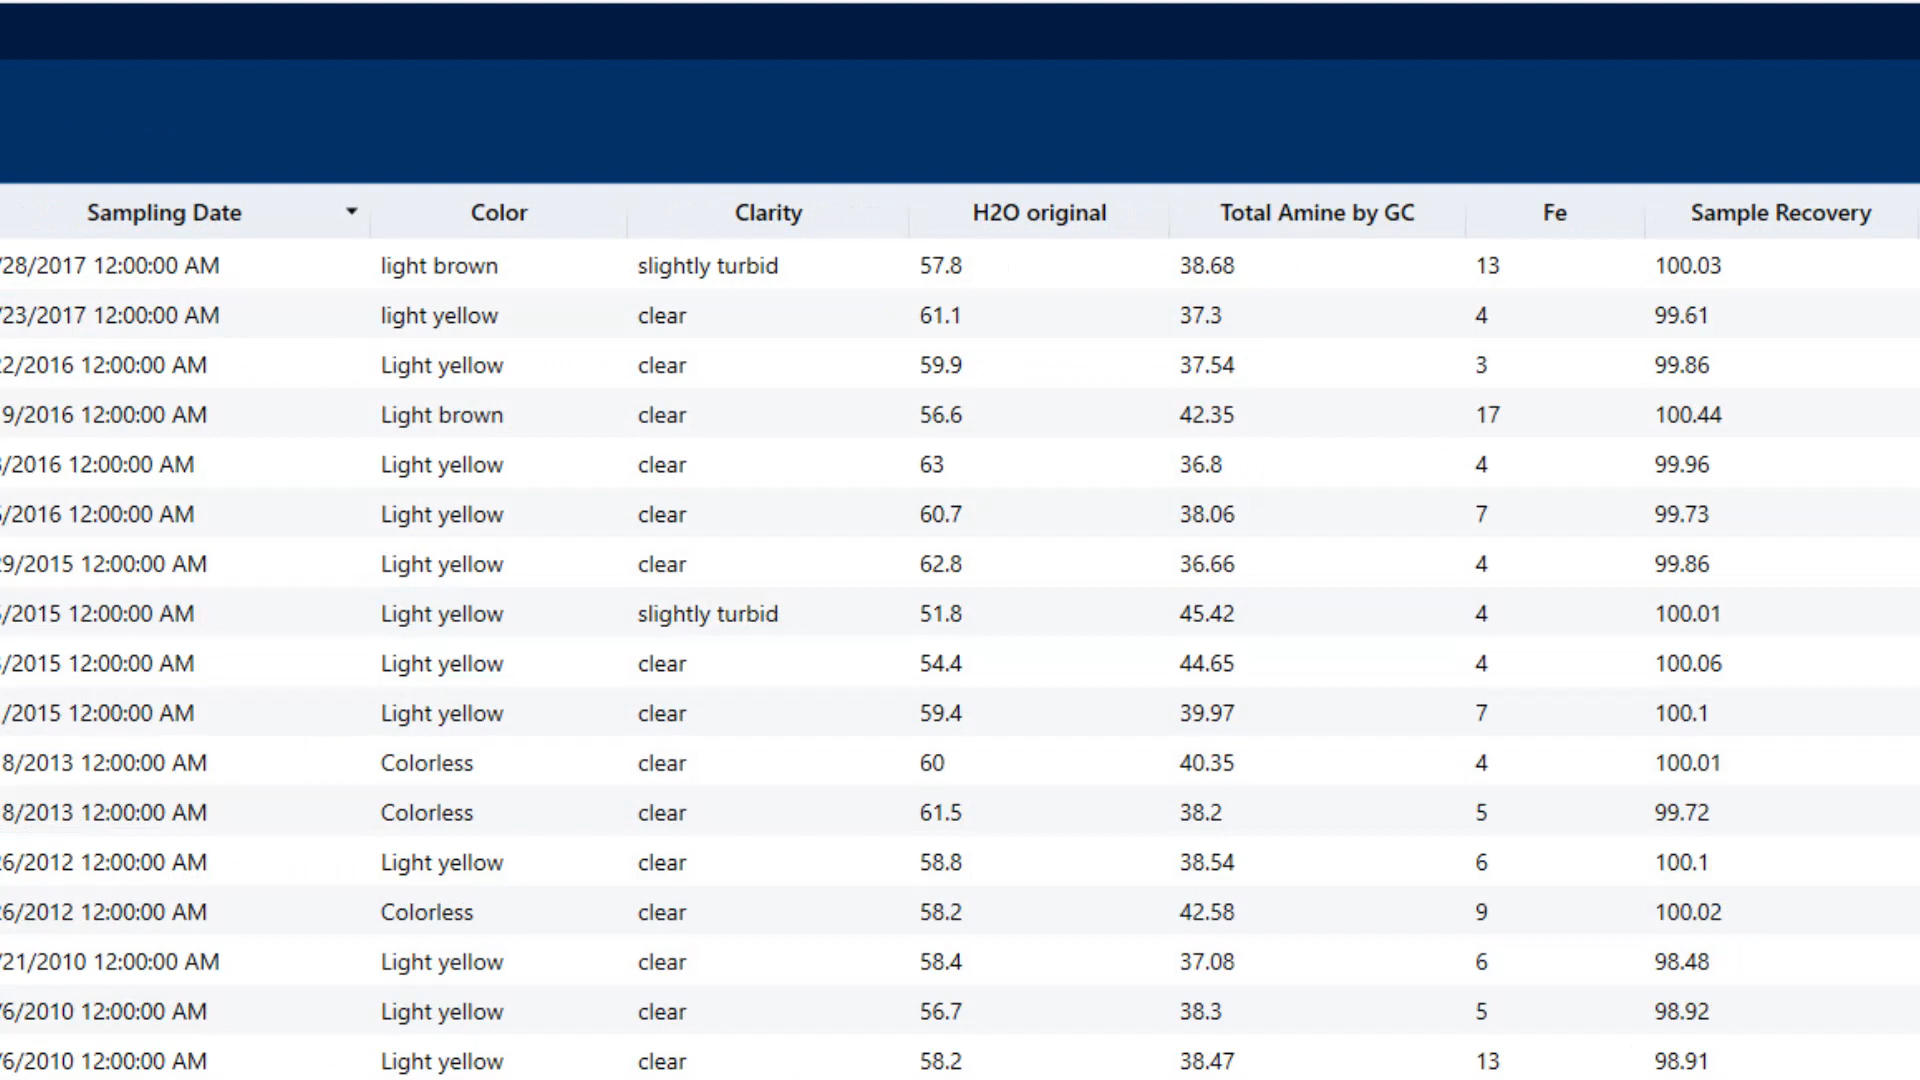 Sampling Date Color Clarity H2O original Total Amine by GC Fe Sample Recovery
/28/2017 12:00:00 AM light brown slightly turbid 57.8 38.68 13 100.03
/23/2017 12:00:00 AM light yellow clear 61.1 37.3 4 99.61
22/2016 12:00:00 AM Light yellow clear 59.9 37.54 3 99.86
9/2016 12:00:00 AM Light brown clear 56.6 42.35 17 100.44
/2016 12:00:00 AM Light yellow clear 63 36.8 4 99.96
/2016 12:00:00 AM Light yellow clear 60.7 38.06 7 99.73
29/2015 12:00:00 AM Light yellow clear 62.8 36.66 4 99.86
/2015 12:00:00 AM Light yellow slightly turbid 51.8 45.42 4 100.01
/2015 12:00:00 AM Light yellow clear 54.4 44.65 4 100.06
/2015 12:00:00 AM Light yellow clear 59.4 39.97 7 100.1
8/2013 12:00:00 AM Colorless clear 60 40.35 4 100.01
8/2013 12:00:00 AM Colorless clear 61.5 38.2 5 99.72
26/2012 12:00:00 AM Light yellow clear 58.8 38.54 6 100.1
26/2012 12:00:00 AM Colorless clear 58.2 42.58 9 100.02
/21/2010 12:00:00 AM Light yellow clear 58.4 37.08 6 98.48
/6/2010 12:00:00 AM Light yellow clear 56.7 38.3 5 98.92
/6/2010 12:00:00 AM Light yellow clear 58.2 38.47 13 98.91